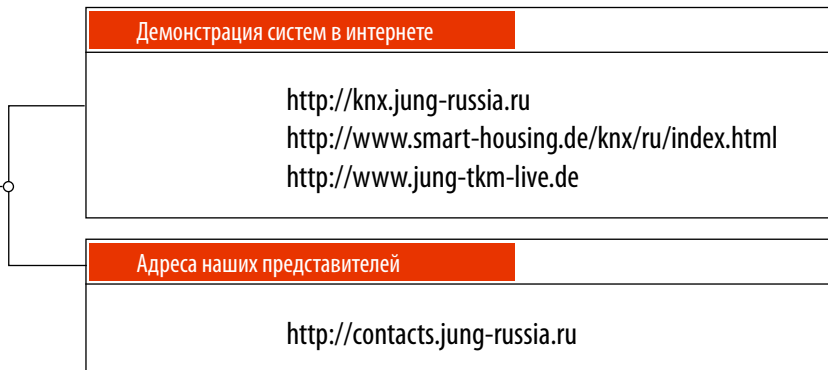 Демонстрация систем в интернете
http://knx.jung-russia.ru
http://www.smart-housing.de/knx/ru/index.html
http://www.jung-tkm-live.de
Адреса наших представителей
http://contacts.jung-russia.ru